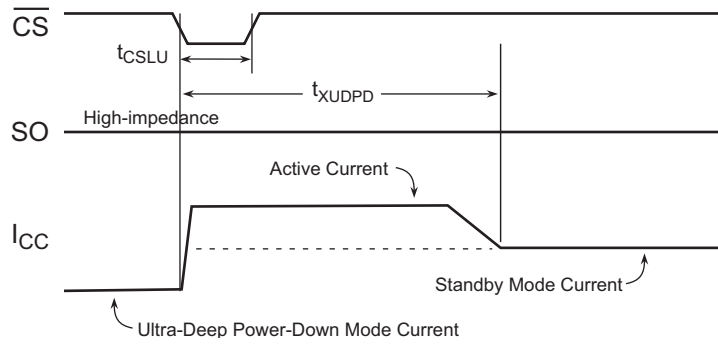 CS
tCSLU
tXUDPD
High-impedance
SO
Active Current
ICC
Standby Mode Current
Ultra-Deep Power-Down Mode Current